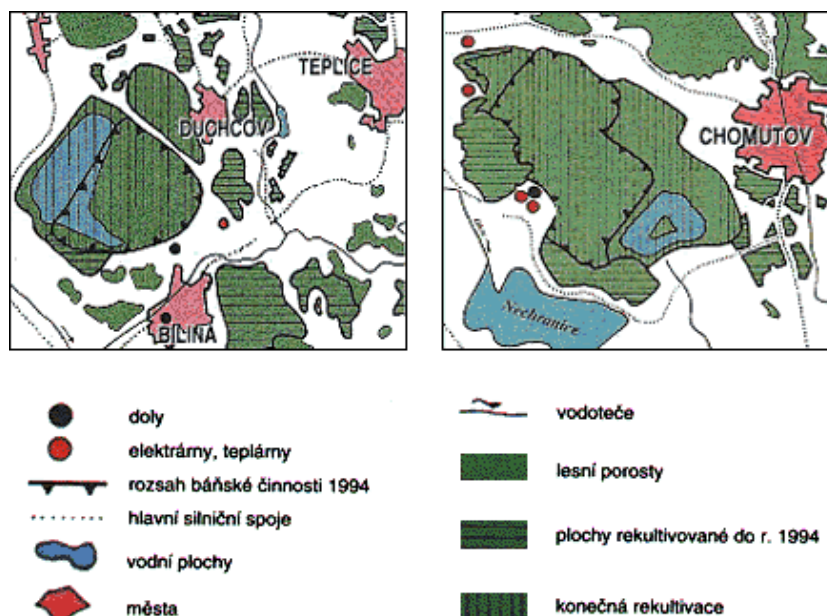 TEPLICE
DUCHCOV
BÍLINA
CHOMUTOV
Nechranice
doly
elektrárny, teplárny
rozsah báňské činnosti 1994
hlavní silniční spoje
vodní plochy
města
vodoteče
lesní porosty
plochy rekultivované do r. 1994
konečná rekultivace